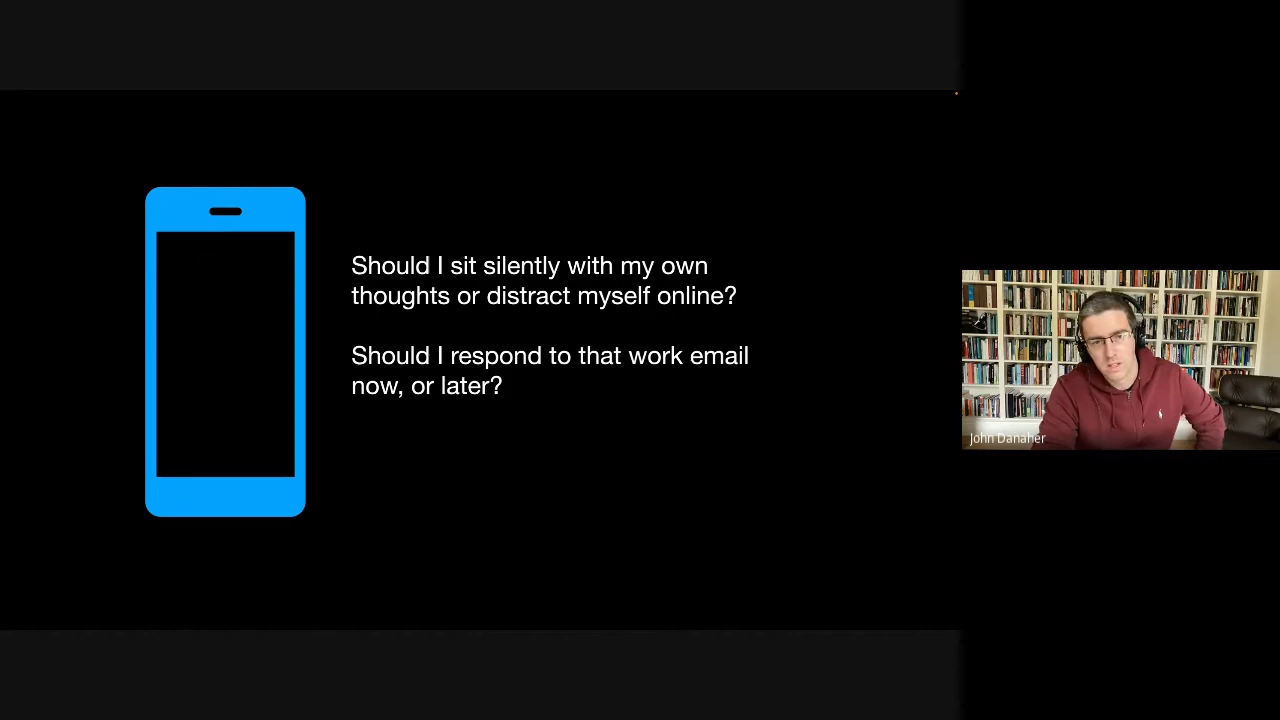 Should I sit silently with my own
thoughts or distract myself online?
Should I respond to that work email
now, or later?
John Danaher